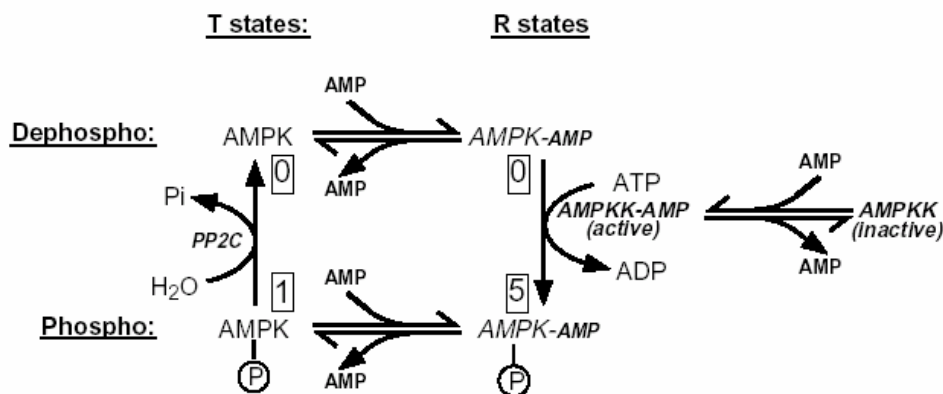 T states:
R states
AMP
AMP
Dephospho:
AMPK
AMPK-AMP
0
AMP
0
Pi
ATP
AMP
PP2C
AMPKK-AMP
(active)
AMPKK
(inactive)
H2O
ADP
AMP
1
AMP
5
Phospho:
AMPK
AMPK-AMP
AMP
P
P